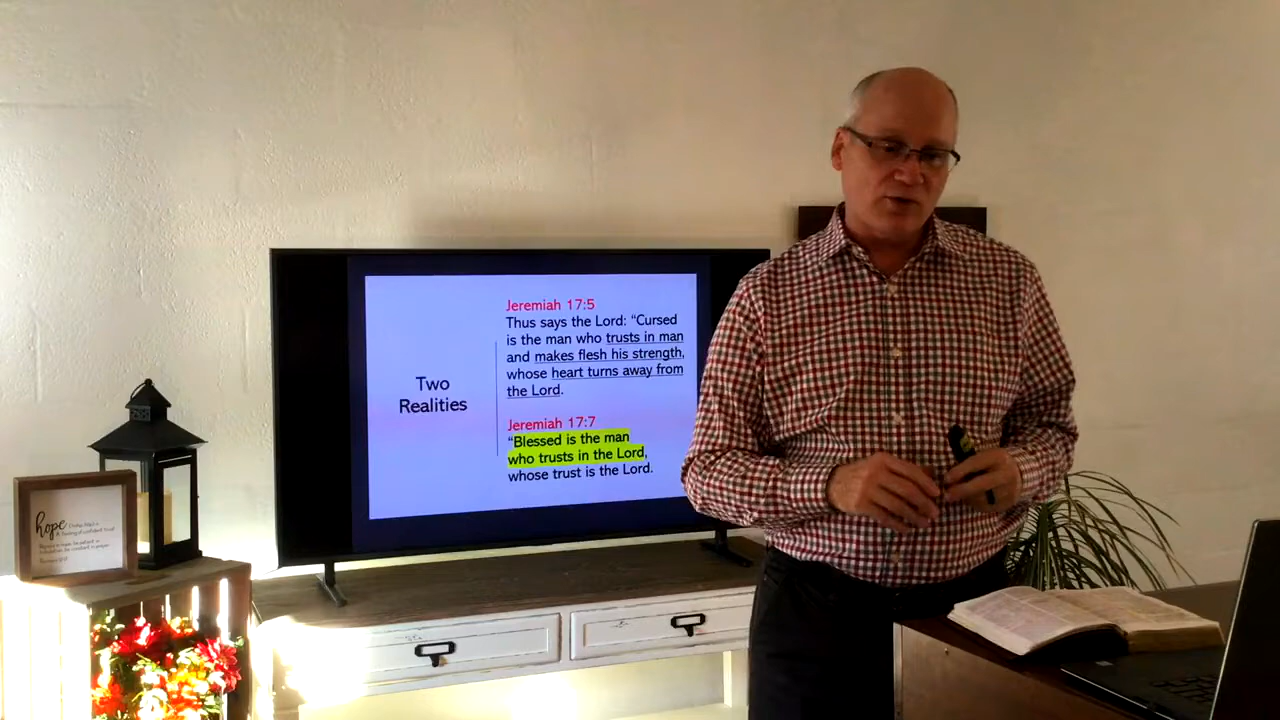 Two
Realities
Jeremiah 17:5
Thus says the Lord: “Cursed
is the man who trusts in man
and makes flesh his strength,
whose heart turns away from
the Lord.
Jeremiah 17:7
“Blessed is the man
who trusts in the Lord,
whose trust is the Lord.
hope